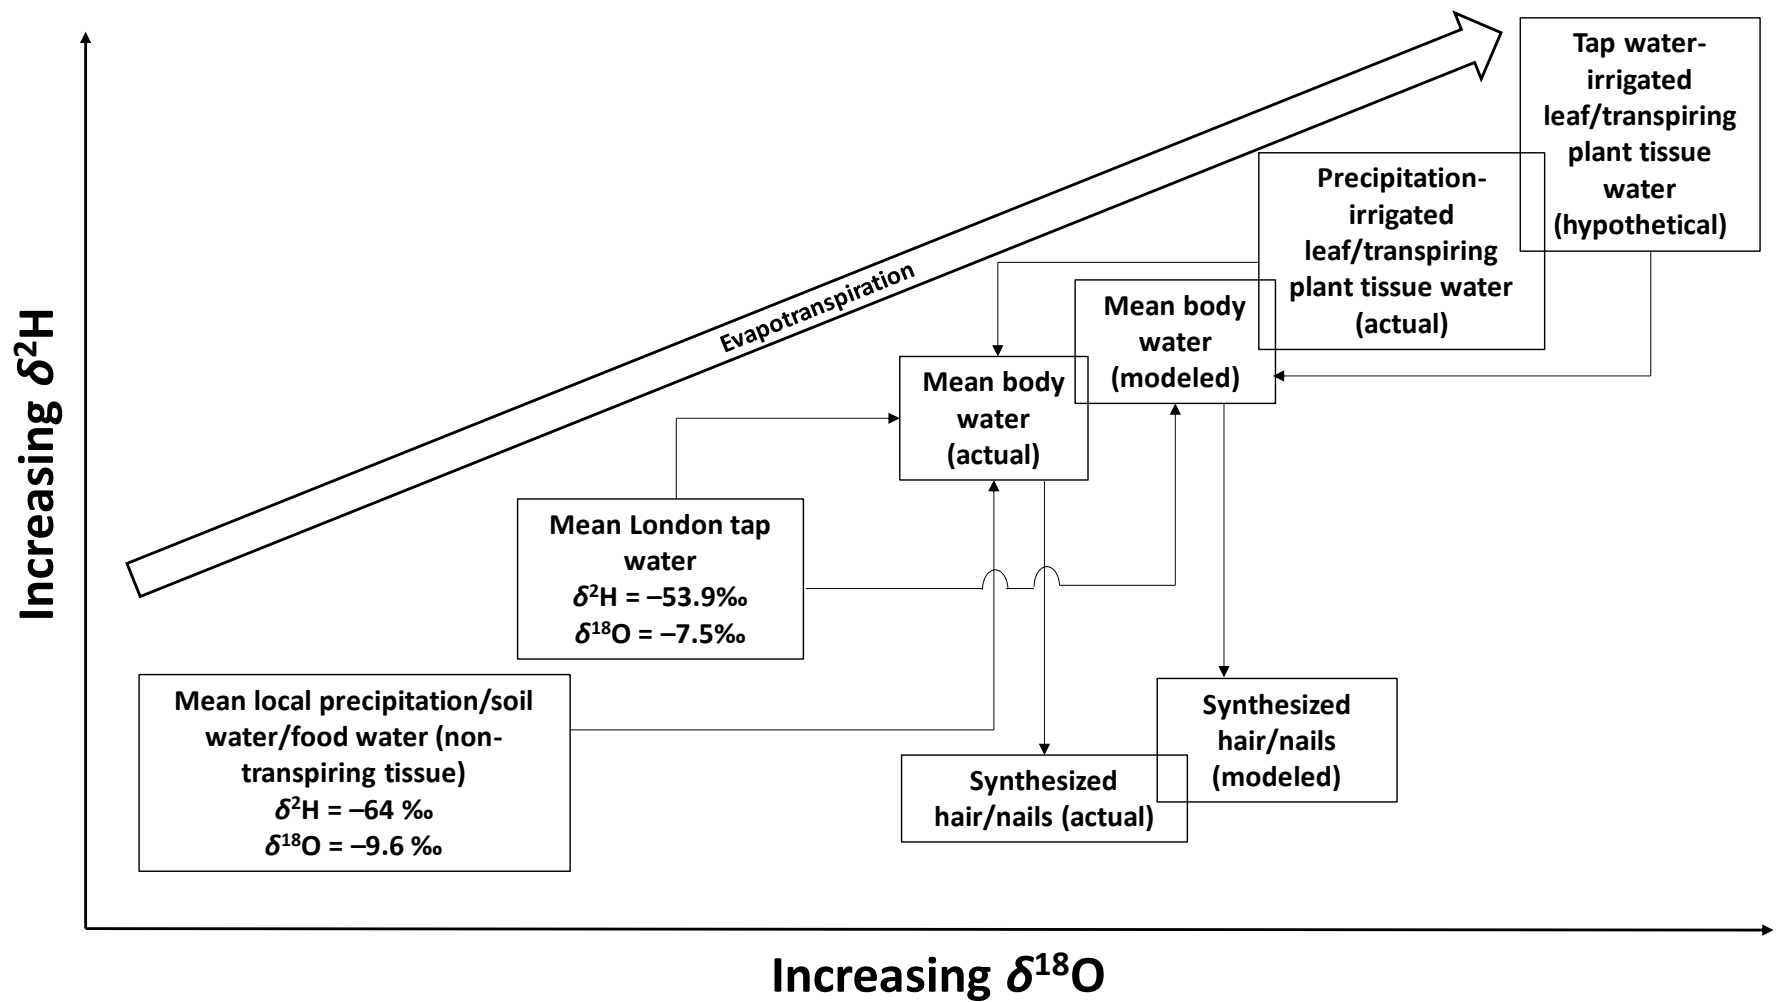 Tap water-
irrigated
leaf/transpiring
plant tissue
water
(hypothetical)
Precipitation-
irrigated
leaf/transpiring
plant tissue water
(actual)
Evapotranspiration
Mean body
water
(modeled)
Mean body
water
(actual)
Increasing δ²H
Mean London tap
water
δ²H = –53.9‰
δ¹⁸O = –7.5‰
Mean local precipitation/soil
water/food water (non-
transpiring tissue)
δ²H = –64 ‰
δ¹⁸O = –9.6 ‰
Synthesized
hair/nails
(modeled)
Synthesized
hair/nails (actual)
Increasing δ¹⁸O